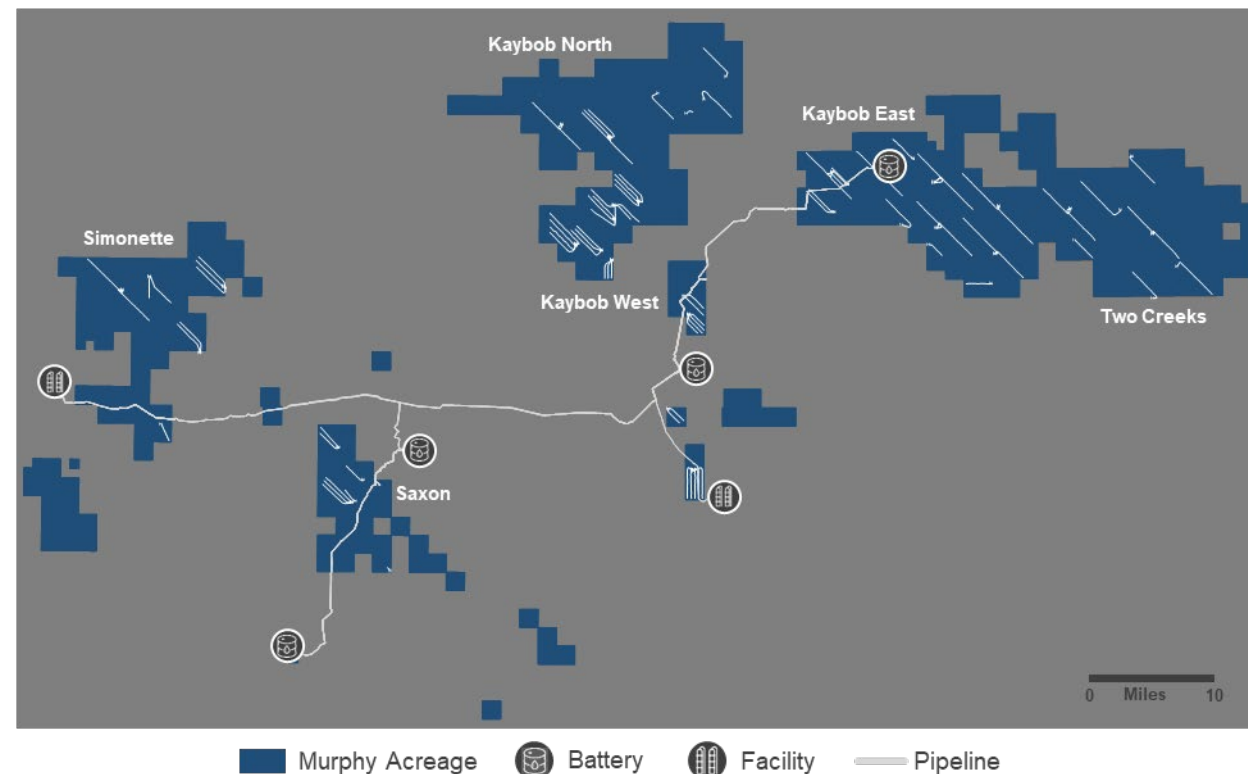 Kaybob North
Kaybob East
Simonette
Kaybob West
Two Creeks
Saxon
0 Miles 10
Murphy Acreage
Battery
Facility
Pipeline